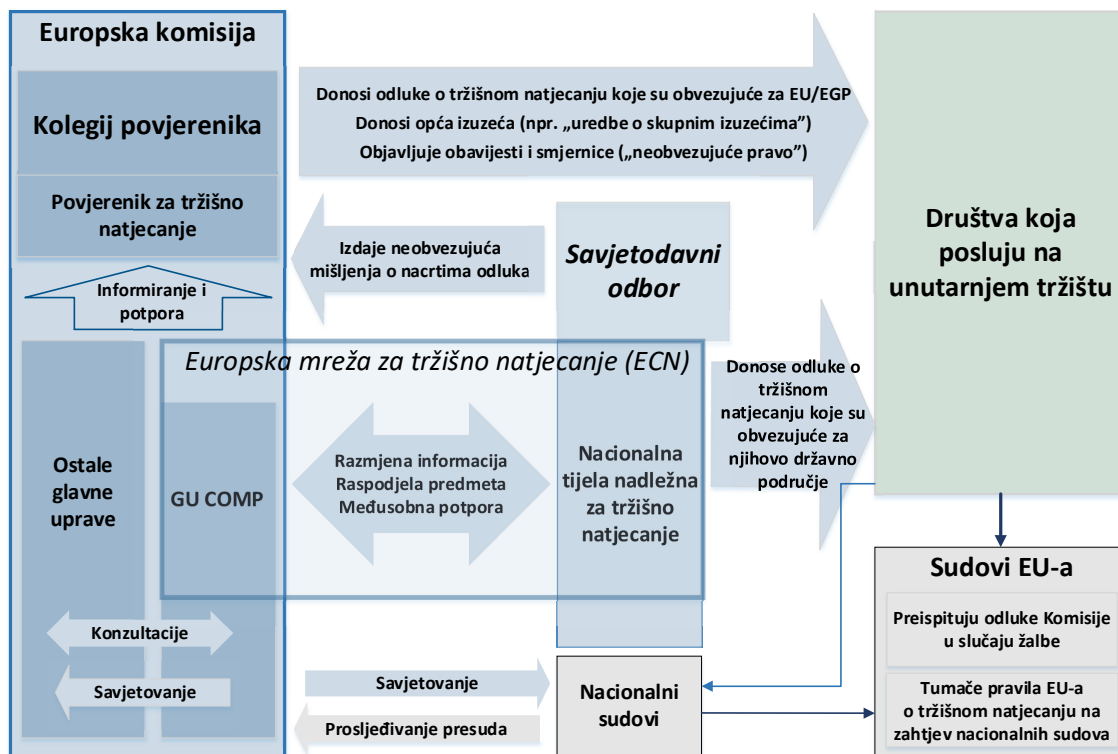 Europska komisija
Kolegij povjerenika
Povjerenik za tržišno
natjecanje
Informiranje i
potpora
Donosi odluke o tržišnom natjecanju koje su obvezujuće za EU/EGP
Donosi opća izuzeća (npr. „uredbe o skupnim izuzećima”)
Objavljuje obavijesti i smjernice („neobvezujuće pravo”)
Izdaje neobvezujuća
mišljenja o nacrtima odluka
Savjetodavni
odbor
Društva koja
posluju na
unutarnjem tržištu
Europska mreža za tržišno natjecanje (ECN)
Ostale
glavne
uprave
GU COMP
Razmjena informacija
Raspodjela predmeta
Međusobna potpora
Nacionalna
tijela nadležna
za tržišno
natjecanje
Donose odluke o
tržišnom
natjecanju koje su
obvezujuće za
njihovo državno
područje
Konzultacije
Savjetovanje
Savjetovanje
Prosljeđivanje presuda
Nacionalni
sudovi
Sudovi EU-a
Preispituju odluke Komisije
u slučaju žalbe
Tumače pravila EU-a
o tržišnom natjecanju na
zahtjev nacionalnih sudova